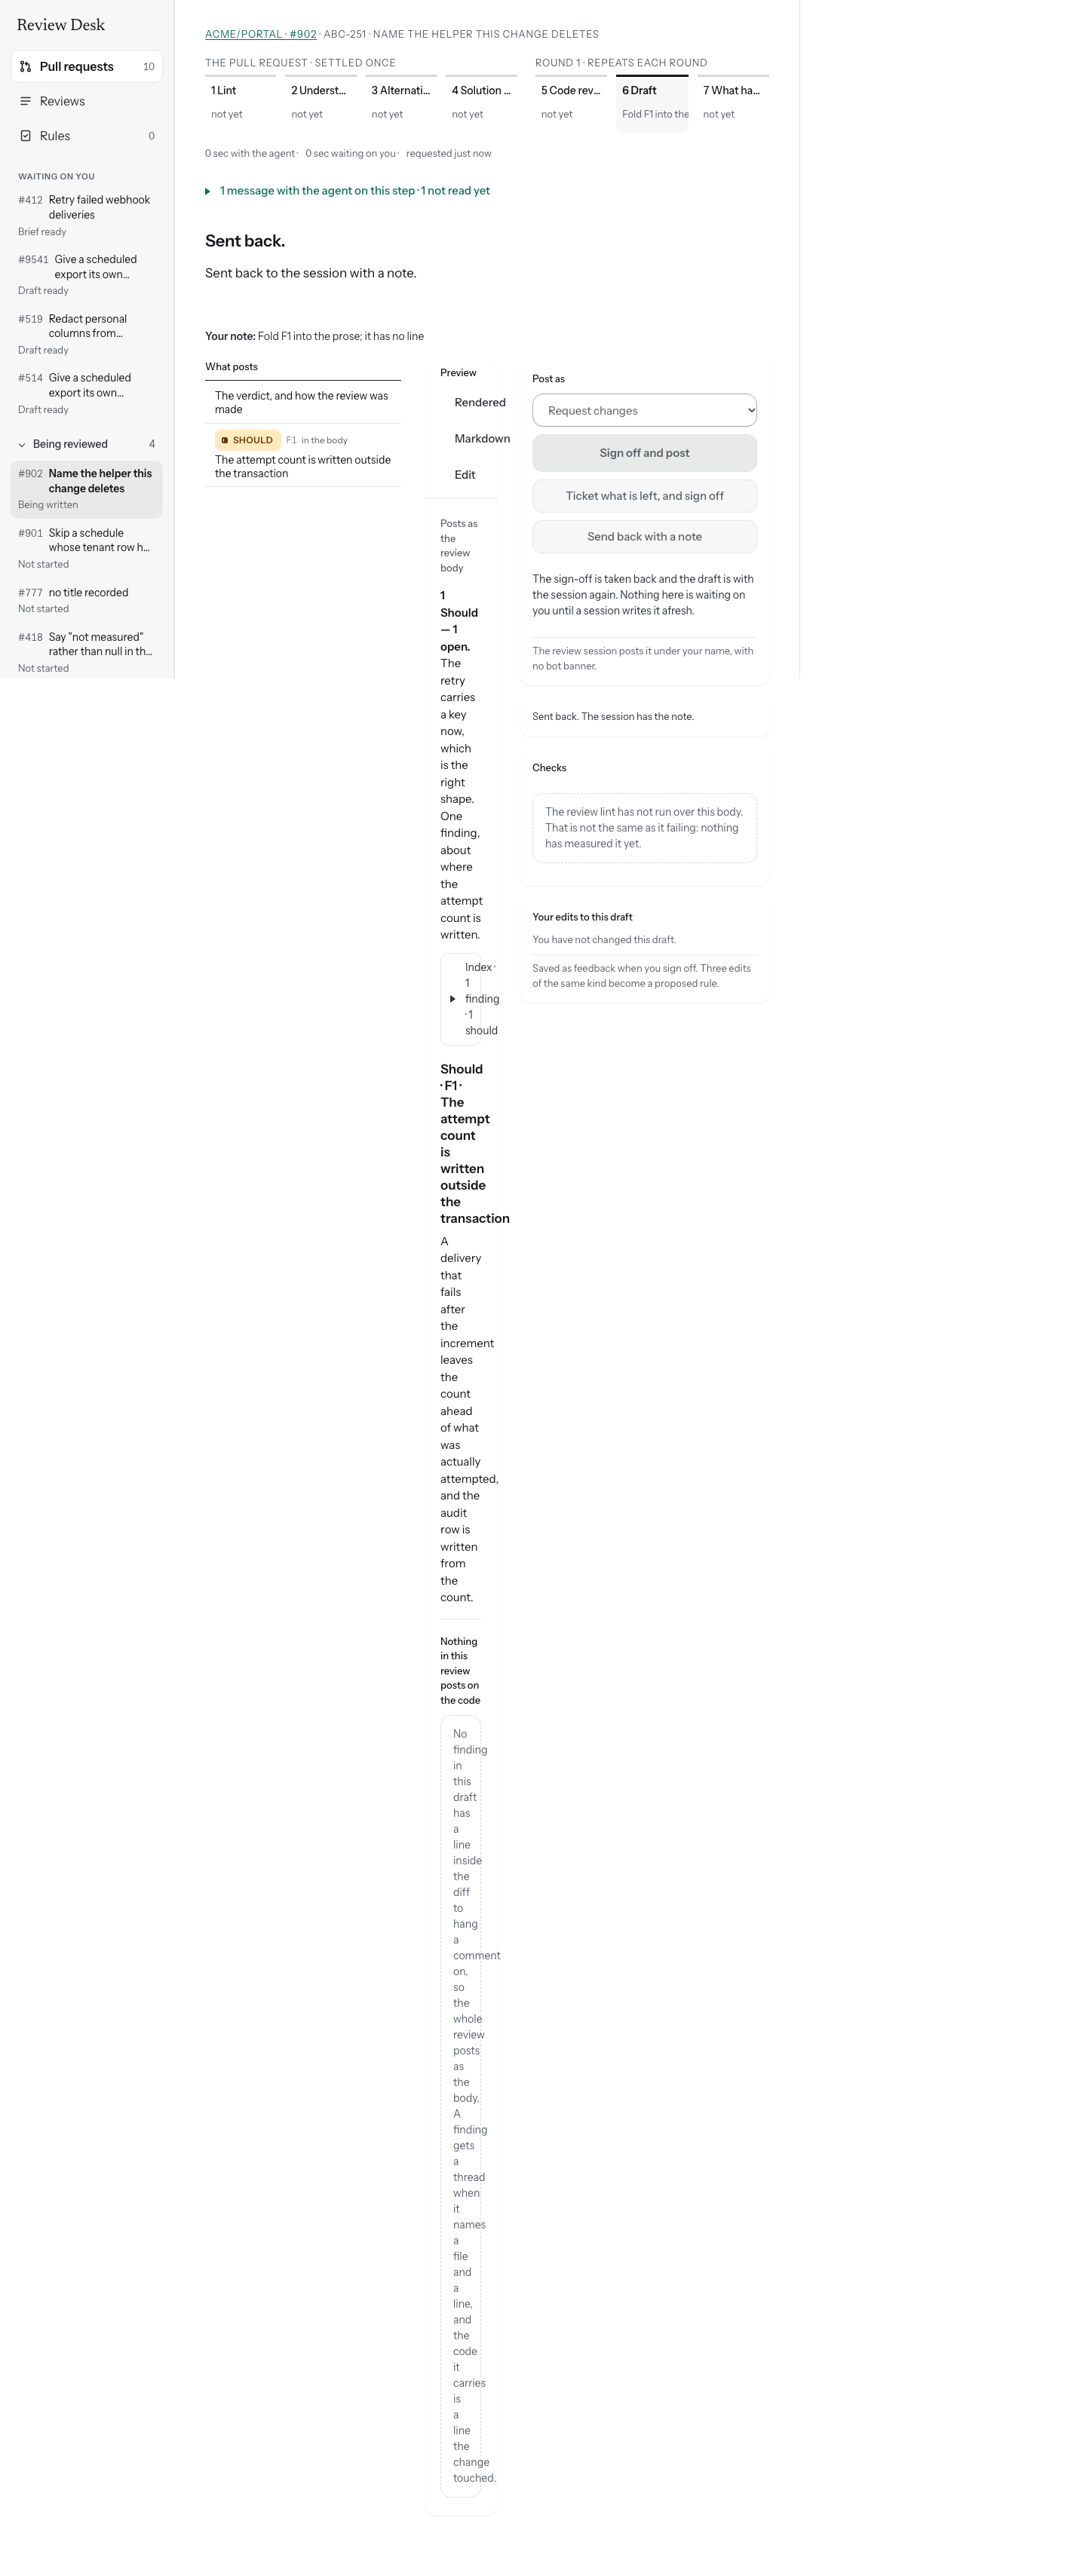 Review Desk
Pull requests 10
Reviews
Rules 0
WAITING ON YOU
#412 Retry failed webhook
deliveries
Brief ready
#9541 Give a scheduled
export its own...
Draft ready
#519 Redact personal
columns from...
Draft ready
#514 Give a scheduled
export its own...
Draft ready
Being reviewed 4
#902 Name the helper this
change deletes
Being written
#901 Skip a schedule
whose tenant row h...
Not started
#777 no title recorded
Not started
#418 Say "not measured"
rather than null in th...
Not started
ACME/PORTAL · #902 · ABC-251 · NAME THE HELPER THIS CHANGE DELETES
THE PULL REQUEST · SETTLED ONCE
1 Lint
not yet
2 Underst...
not yet
3 Alternati...
not yet
4 Solution ...
not yet
ROUND 1 · REPEATS EACH ROUND
5 Code rev...
not yet
6 Draft
Fold F1 into the
7 What ha...
not yet
0 sec with the agent · 0 sec waiting on you · requested just now
1 message with the agent on this step · 1 not read yet
Sent back.
Sent back to the session with a note.
Your note: Fold F1 into the prose; it has no line
What posts
The verdict, and how the review was
made
SHOULD F1 in the body
The attempt count is written outside
the transaction
Preview
Rendered
Markdown
Edit
Posts as
the
review
body
1
Should
— 1
open.
The
retry
carries
a key
now,
which
is the
right
shape.
One
finding,
about
where
the
attempt
count is
written.
Index ·
1
finding
· 1
should
Should
· F1 ·
The
attempt
count
is
written
outside
the
transaction
A
delivery
that
fails
after
the
increment
leaves
the
count
ahead
of what
was
actually
attempted,
and the
audit
row is
written
from
the
count.
Nothing
in this
review
posts on
the code
No
finding
in
this
draft
has
a
line
inside
the
diff
to
hang
a
comment
on,
so
the
whole
review
posts
as
the
body.
A
finding
gets
a
thread
when
it
names
a
file
and
a
line,
and
the
code
it
carries
is
a
line
the
change
touched.
Post as
Request changes
Sign off and post
Ticket what is left, and sign off
Send back with a note
The sign-off is taken back and the draft is with
the session again. Nothing here is waiting on
you until a session writes it afresh.
The review session posts it under your name, with
no bot banner.
Sent back. The session has the note.
Checks
The review lint has not run over this body.
That is not the same as it failing: nothing
has measured it yet.
Your edits to this draft
You have not changed this draft.
Saved as feedback when you sign off. Three edits
of the same kind become a proposed rule.